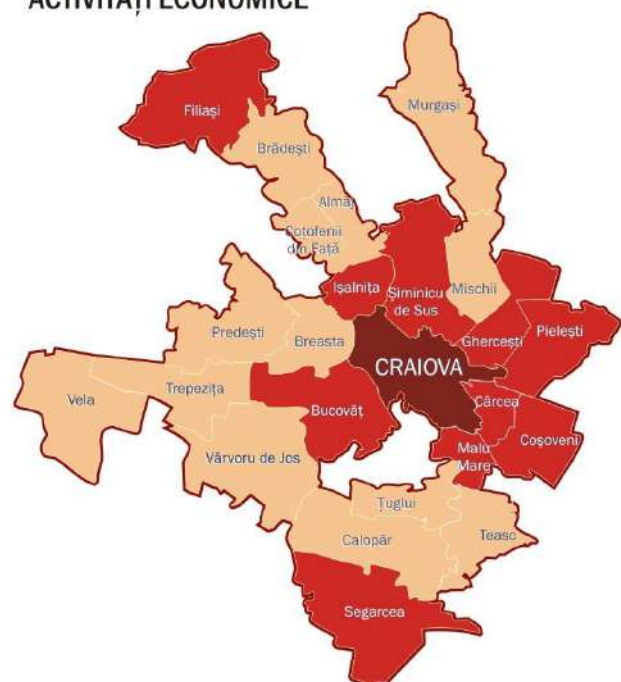 ACTIVITĂȚI ECONOMICE
Filiași
Murgași
Brădești
Almaj
Coțofenii
din Față
Ișalnița
Șiminicu
de Sus
Mischii
Predești
Breasta
Ghercești
Pielești
CRAIOVA
Vela
Trepezița
Bucovăț
Cârcea
Coșoveni
Malu
Mare
Vârvoru de Jos
Țuglui
Calopăr
Teasc
Segarcea